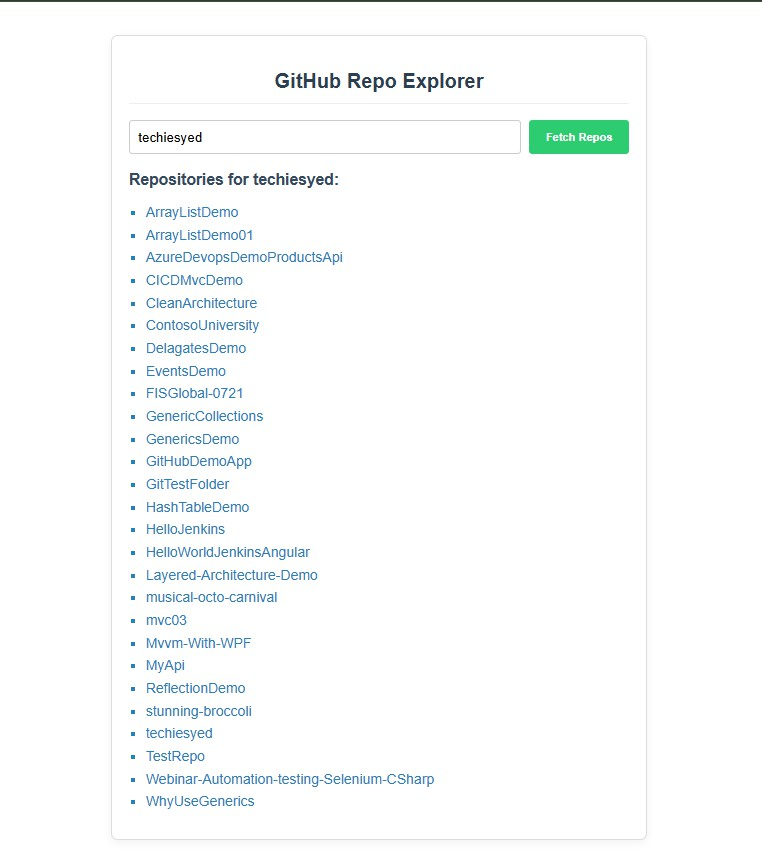 GitHub Repo Explorer
techiesyed
Fetch Repos
Repositories for techiesyed:
ArrayListDemo
ArrayListDemo01
AzureDevopsDemoProductsApi
CICDMvcDemo
CleanArchitecture
ContosoUniversity
DelagatesDemo
EventsDemo
FISGlobal-0721
GenericCollections
GenericsDemo
GitHubDemoApp
GitTestFolder
HashTableDemo
HelloJenkins
HelloWorldJenkinsAngular
Layered-Architecture-Demo
musical-octo-carnival
mvc03
Mvvm-With-WPF
MyApi
ReflectionDemo
stunning-broccoli
techiesyed
TestRepo
Webinar-Automation-testing-Selenium-CSharp
WhyUseGenerics